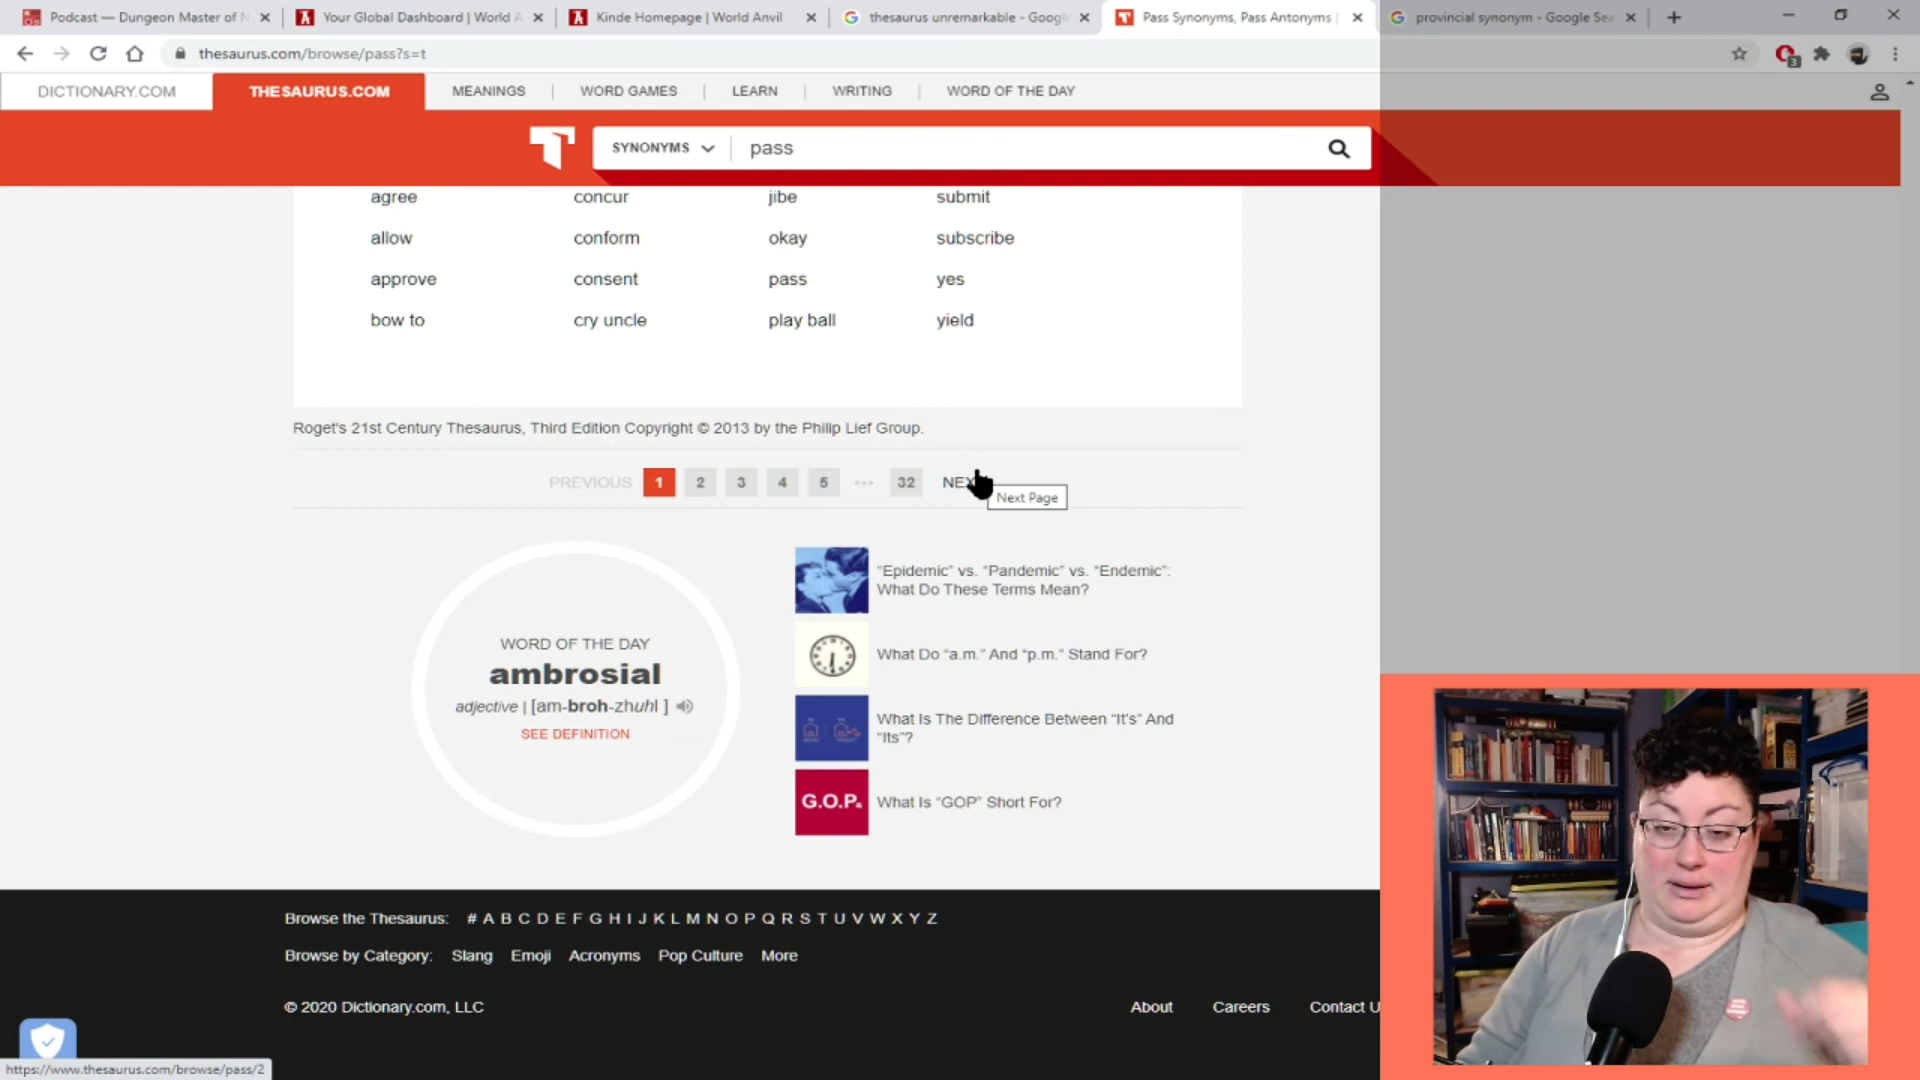 Podcast — Dungeon Master of N
Your Global Dashboard | World A
Kinde Homepage | World Anvil
thesaurus unremarkable - Googl
Pass Synonyms, Pass Antonyms |
provincial synonym - Google Sea
thesaurus.com/browse/pass?s=t
3
DICTIONARY.COM
THESAURUS.COM
MEANINGS
WORD GAMES
LEARN
WRITING
WORD OF THE DAY
SYNONYMS
pass
agree concur jibe submit
allow conform okay subscribe
approve consent pass yes
bow to cry uncle play ball yield
Roget's 21st Century Thesaurus, Third Edition Copyright © 2013 by the Philip Lief Group.
PREVIOUS 1 2 3 4 5 ··· 32 NEX
Next Page
WORD OF THE DAY
ambrosial
adjective | [am-broh-zhuhl ]
SEE DEFINITION
“Epidemic” vs. “Pandemic” vs. “Endemic”:
What Do These Terms Mean?
What Do “a.m.” And “p.m.” Stand For?
What Is The Difference Between “It’s” And
“Its”?
G.O.P.
What Is “GOP” Short For?
Browse the Thesaurus: # A B C D E F G H I J K L M N O P Q R S T U V W X Y Z
Browse by Category: Slang Emoji Acronyms Pop Culture More
© 2020 Dictionary.com, LLC
About Careers Contact U
https://www.thesaurus.com/browse/pass/2